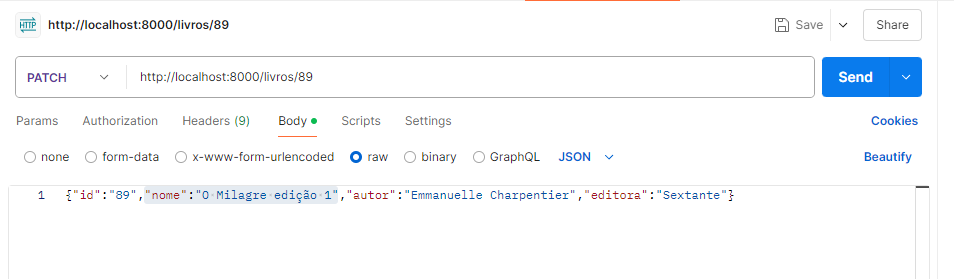 HTTP http://localhost:8000/livros/89 Save Share
PATCH http://localhost:8000/livros/89 Send
Params Authorization Headers (9) Body Scripts Settings Cookies
none form-data x-www-form-urlencoded raw binary GraphQL JSON Beautify
1 {"id":"89","nome":"O·Milagre·edição·1","autor":"Emmanuelle Charpentier","editora":"Sextante"}